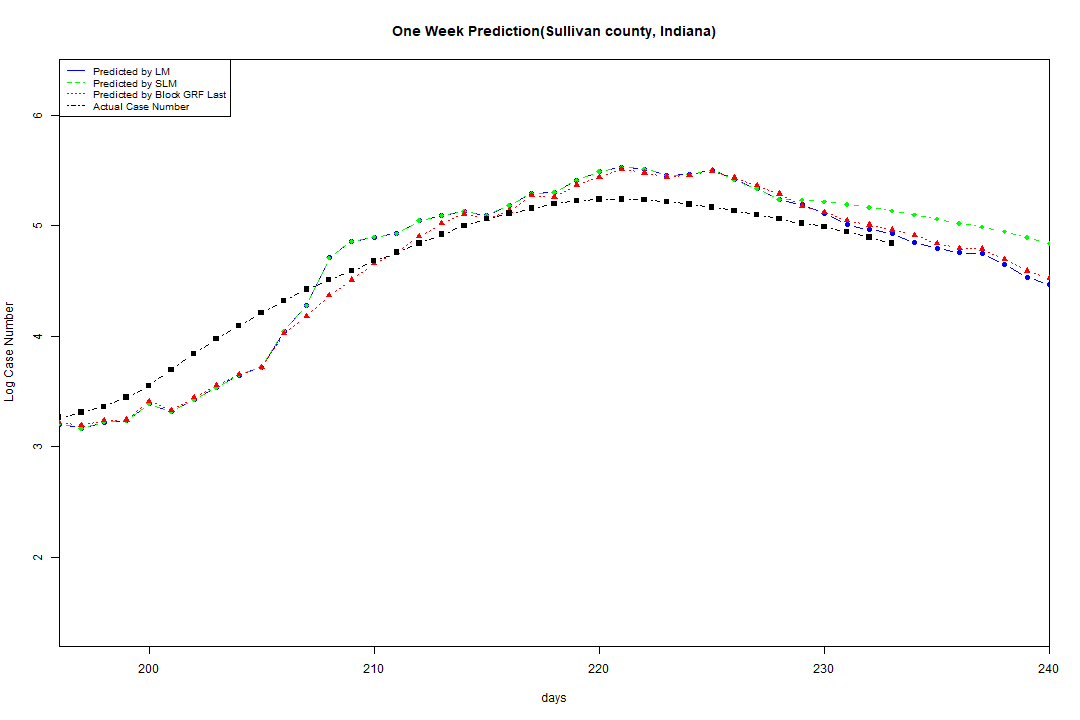 One Week Prediction(Sullivan county, Indiana)
Predicted by LM
Predicted by SLM
Predicted by Block GRF Last
Actual Case Number
6
5
4
3
2
Log Case Number
200 210 220 230 240
days